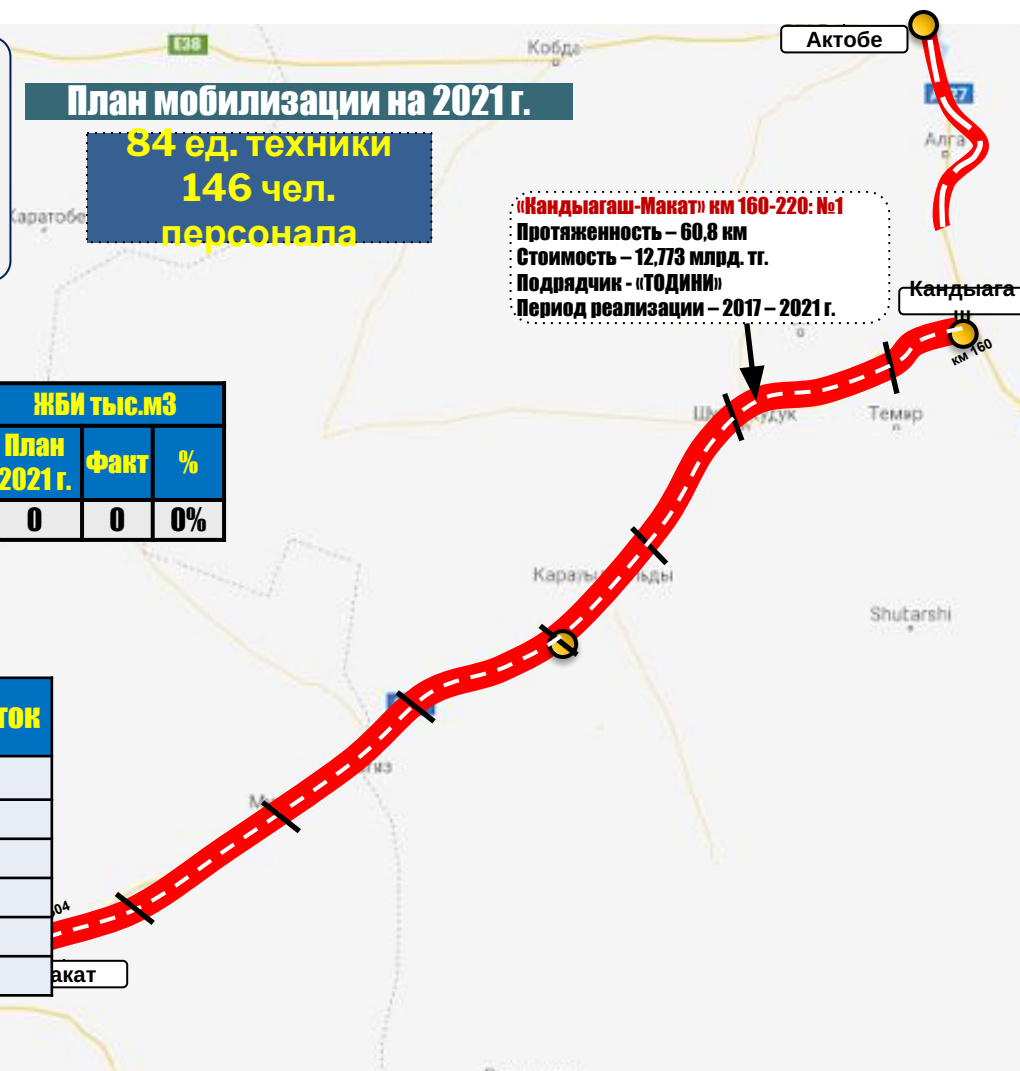 E38
Кобда
Актобе
План мобилизации на 2021 г.
84 ед. техники
146 чел.
персонала
Алга
«Кандыагаш-Макат» км 160-220: №1
Протяженность – 60,8 км
Стоимость – 12,773 млрд. тг.
Подрядчик - «ТОДИНИ»
Период реализации – 2017 – 2021 г.
Кандыага
ш
км 160
Темир
ЖБИ тыс.м3
План
2021 г.
Факт
%
0
0
0%
Shubarshi
ток
акат